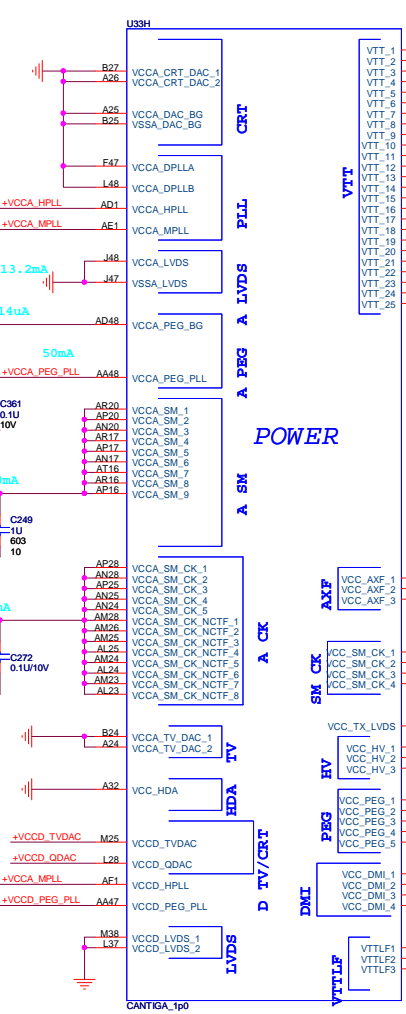 U33H
B27 VCCA_CRT_DAC_1
A26 VCCA_CRT_DAC_2
A25 VCCA_DAC_BG
B25 VSSA_DAC_BG
CRT
F47 VCCA_DPLLA
L48 VCCA_DPLLB
+VCCA_HPLL AD1 VCCA_HPLL
+VCCA_MPLL AE1 VCCA_MPLL
PLL
J48 VCCA_LVDS
13.2mA
J47 VSSA_LVDS
A LVDS
14uA
AD48 VCCA_PEG_BG
50mA
+VCCA_PEG_PLL AA48 VCCA_PEG_PLL
A PEG
C361
0.1U
10V
AR20 VCCA_SM_1
AP20 VCCA_SM_2
AN20 VCCA_SM_3
AR17 VCCA_SM_4
AP17 VCCA_SM_5
AN17 VCCA_SM_6
AT16 VCCA_SM_7
AR16 VCCA_SM_8
AP16 VCCA_SM_9
A SM
mA
C249
1U
603
10
AP28 VCCA_SM_CK_1
AN28 VCCA_SM_CK_2
AP25 VCCA_SM_CK_3
AN25 VCCA_SM_CK_4
AN24 VCCA_SM_CK_5
AM28 VCCA_SM_CK_NCTF_1
AM26 VCCA_SM_CK_NCTF_2
AM25 VCCA_SM_CK_NCTF_3
AL25 VCCA_SM_CK_NCTF_4
AM24 VCCA_SM_CK_NCTF_5
AL24 VCCA_SM_CK_NCTF_6
AM23 VCCA_SM_CK_NCTF_7
AL23 VCCA_SM_CK_NCTF_8
A CK
mA
C272
0.1U/10V
B24 VCCA_TV_DAC_1
A24 VCCA_TV_DAC_2
TV
A32 VCC_HDA
HDA
+VCCD_TVDAC M25 VCCD_TVDAC
+VCCD_QDAC L28 VCCD_QDAC
+VCCA_MPLL AF1 VCCD_HPLL
+VCCD_PEG_PLL AA47 VCCD_PEG_PLL
D TV/CRT
M38 VCCD_LVDS_1
L37 VCCD_LVDS_2
LVDS
POWER
VTT
VTT_1
VTT_2
VTT_3
VTT_4
VTT_5
VTT_6
VTT_7
VTT_8
VTT_9
VTT_10
VTT_11
VTT_12
VTT_13
VTT_14
VTT_15
VTT_16
VTT_17
VTT_18
VTT_19
VTT_20
VTT_21
VTT_22
VTT_23
VTT_24
VTT_25
AXF
VCC_AXF_1
VCC_AXF_2
VCC_AXF_3
SM CK
VCC_SM_CK_1
VCC_SM_CK_2
VCC_SM_CK_3
VCC_SM_CK_4
VCC_TX_LVDS
HV
VCC_HV_1
VCC_HV_2
VCC_HV_3
PEG
VCC_PEG_1
VCC_PEG_2
VCC_PEG_3
VCC_PEG_4
VCC_PEG_5
DMI
VCC_DMI_1
VCC_DMI_2
VCC_DMI_3
VCC_DMI_4
VTTLF
VTTLF1
VTTLF2
VTTLF3
CANTIGA_1p0